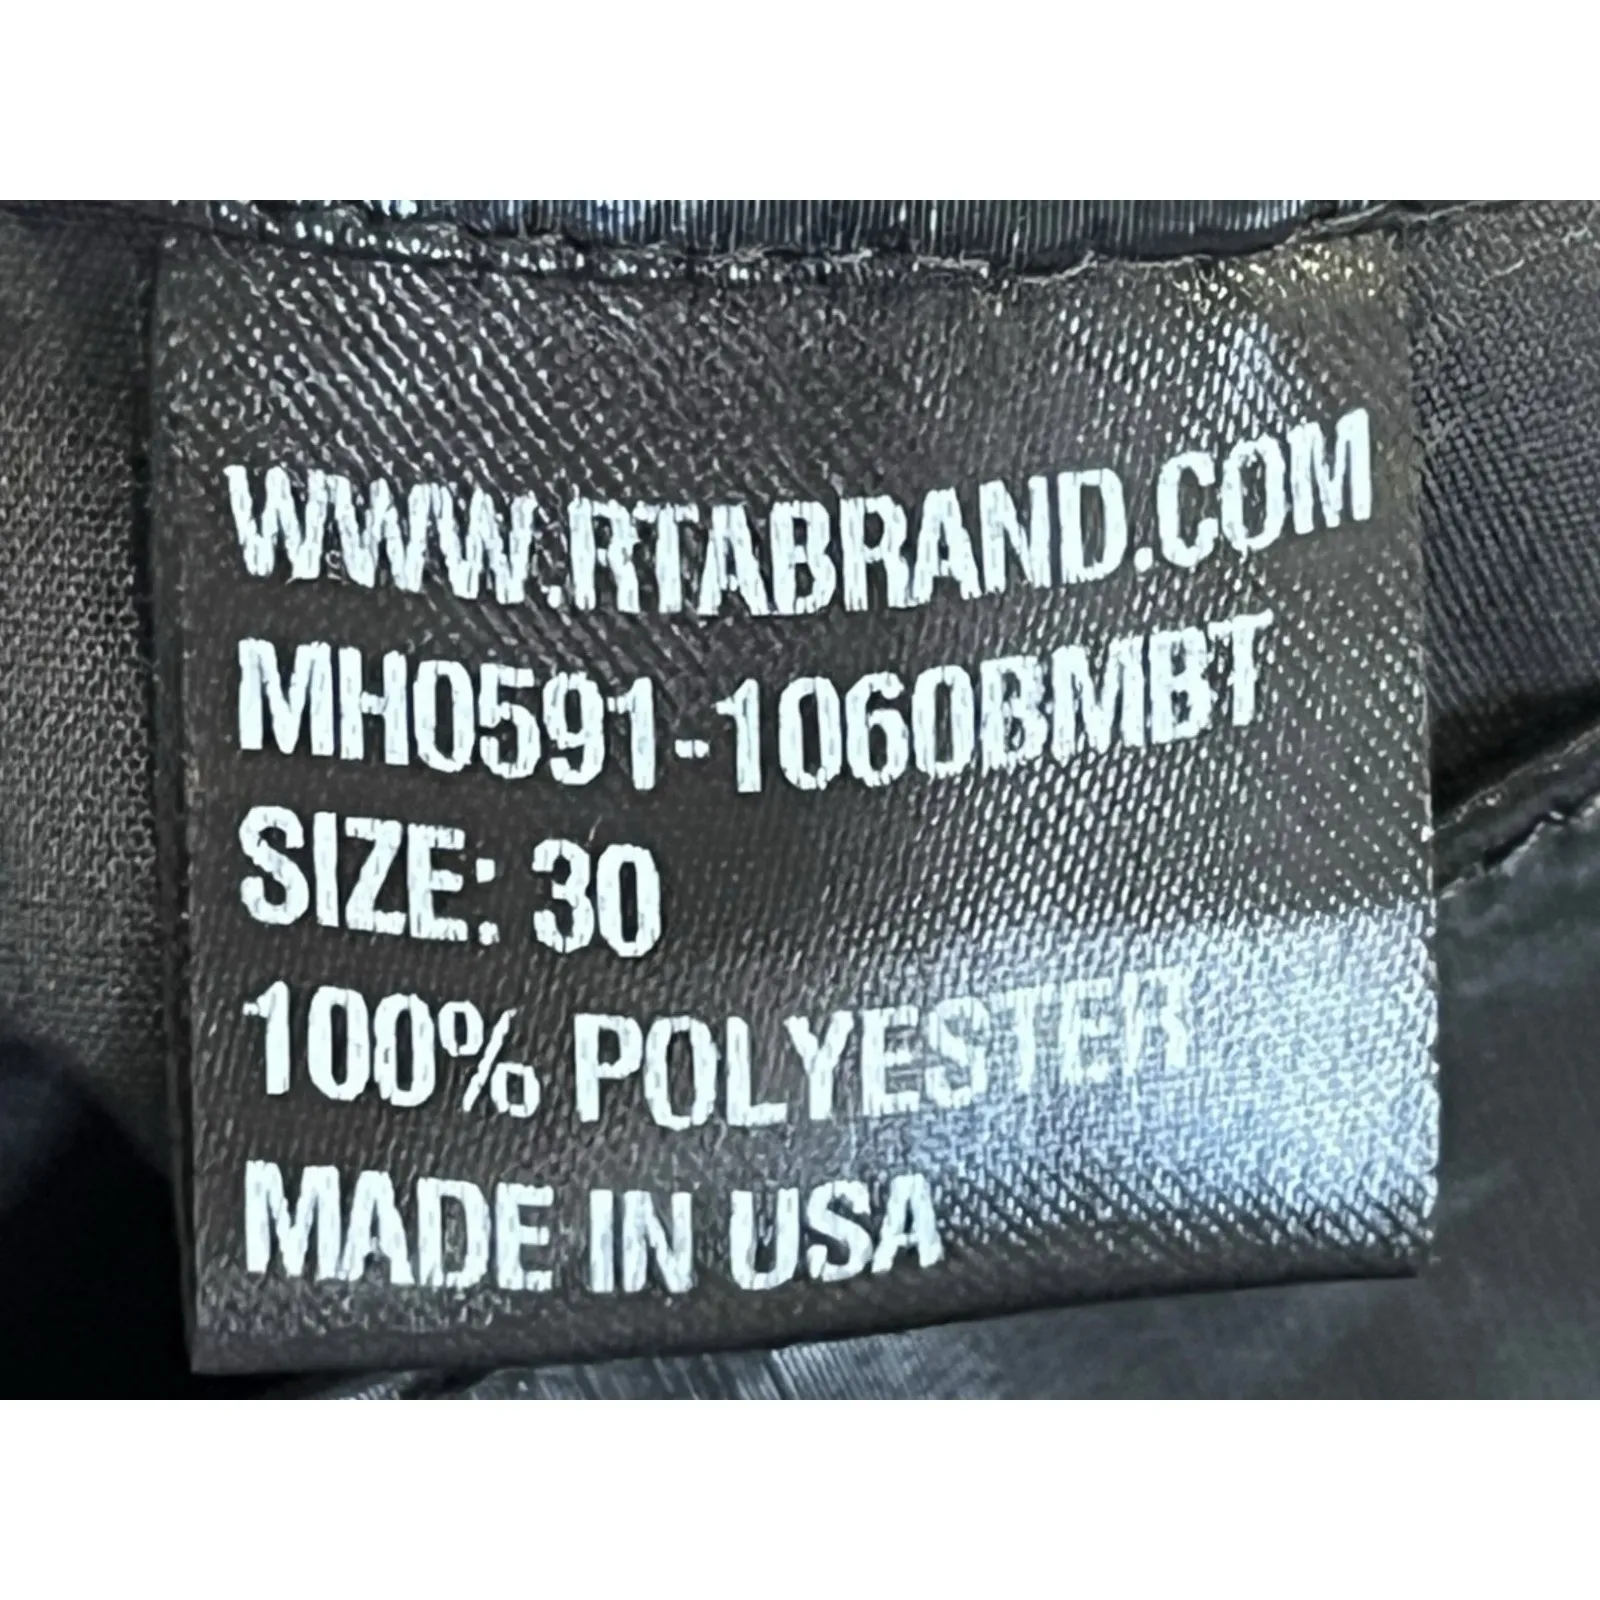 WWW.RTABRAND.COM
MH0591-1060BMBT
SIZE: 30
100% POLYESTER
MADE IN USA